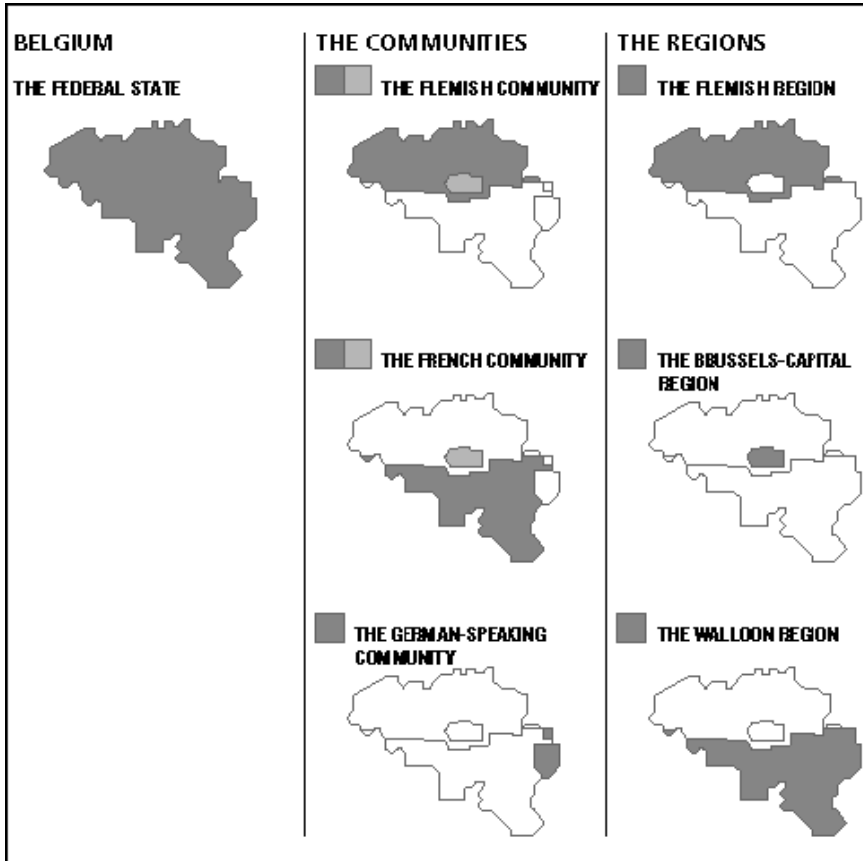 BELGIUM
THE FEDERAL STATE
THE COMMUNITIES
THE FLEMISH COMMUNITY
THE FRENCH COMMUNITY
THE GERMAN-SPEAKING
COMMUNITY
THE REGIONS
THE FLEMISH REGION
THE BRUSSELS-CAPITAL
REGION
THE WALLOON REGION